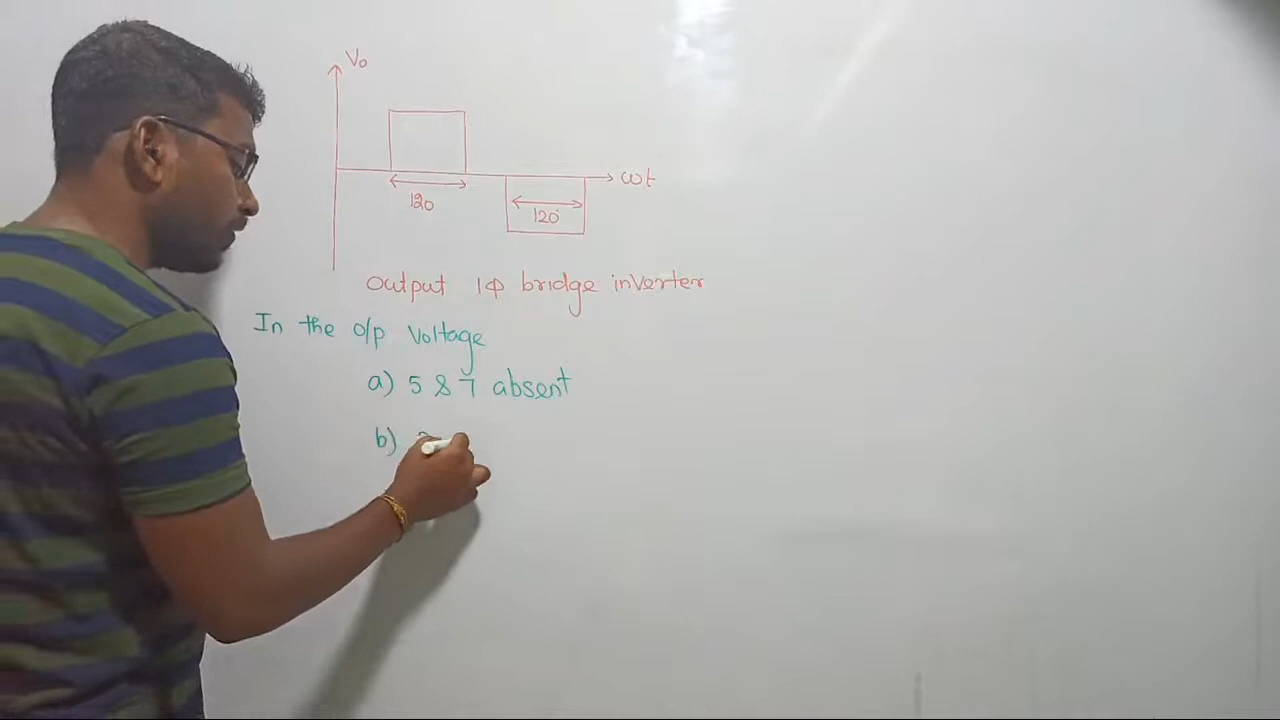 Vo
ωt
120
120°
output 1Φ bridge inverter
In the o/p Voltage
a) 5 & 7 absent
b)